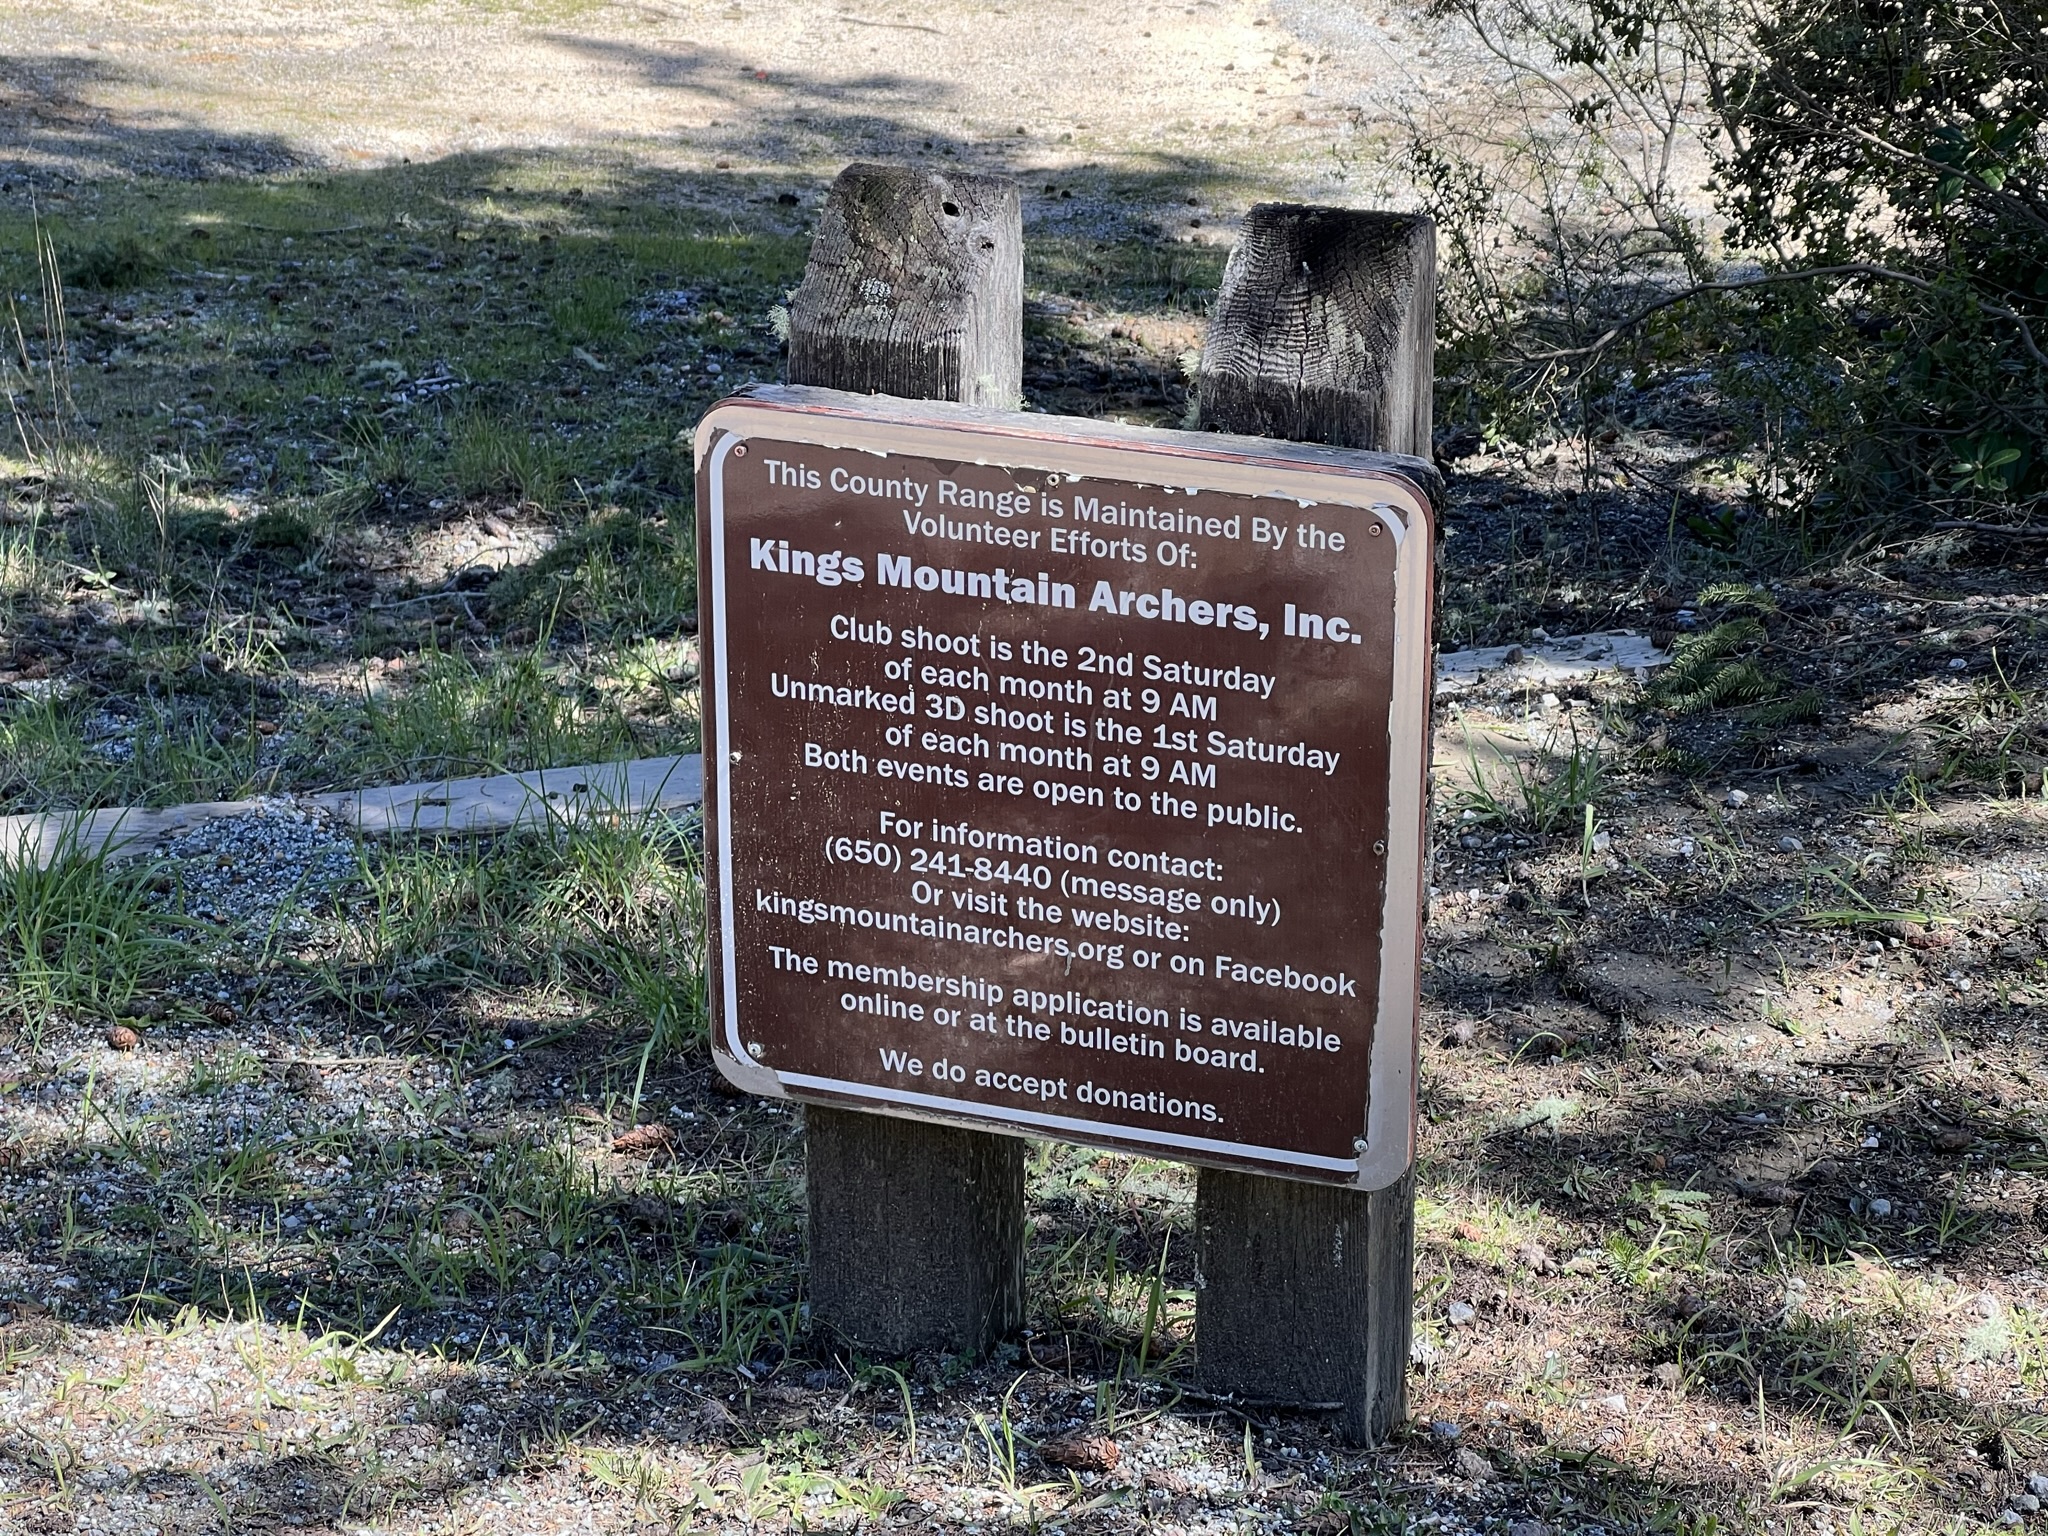 This County Range is Maintained By the
Volunteer Efforts Of:
Kings Mountain Archers, Inc.
Club shoot is the 2nd Saturday
of each month at 9 AM
Unmarked 3D shoot is the 1st Saturday
of each month at 9 AM
Both events are open to the public.
For information contact:
(650) 241-8440 (message only)
Or visit the website:
kingsmountainarchers.org or on Facebook
The membership application is available
online or at the bulletin board.
We do accept donations.